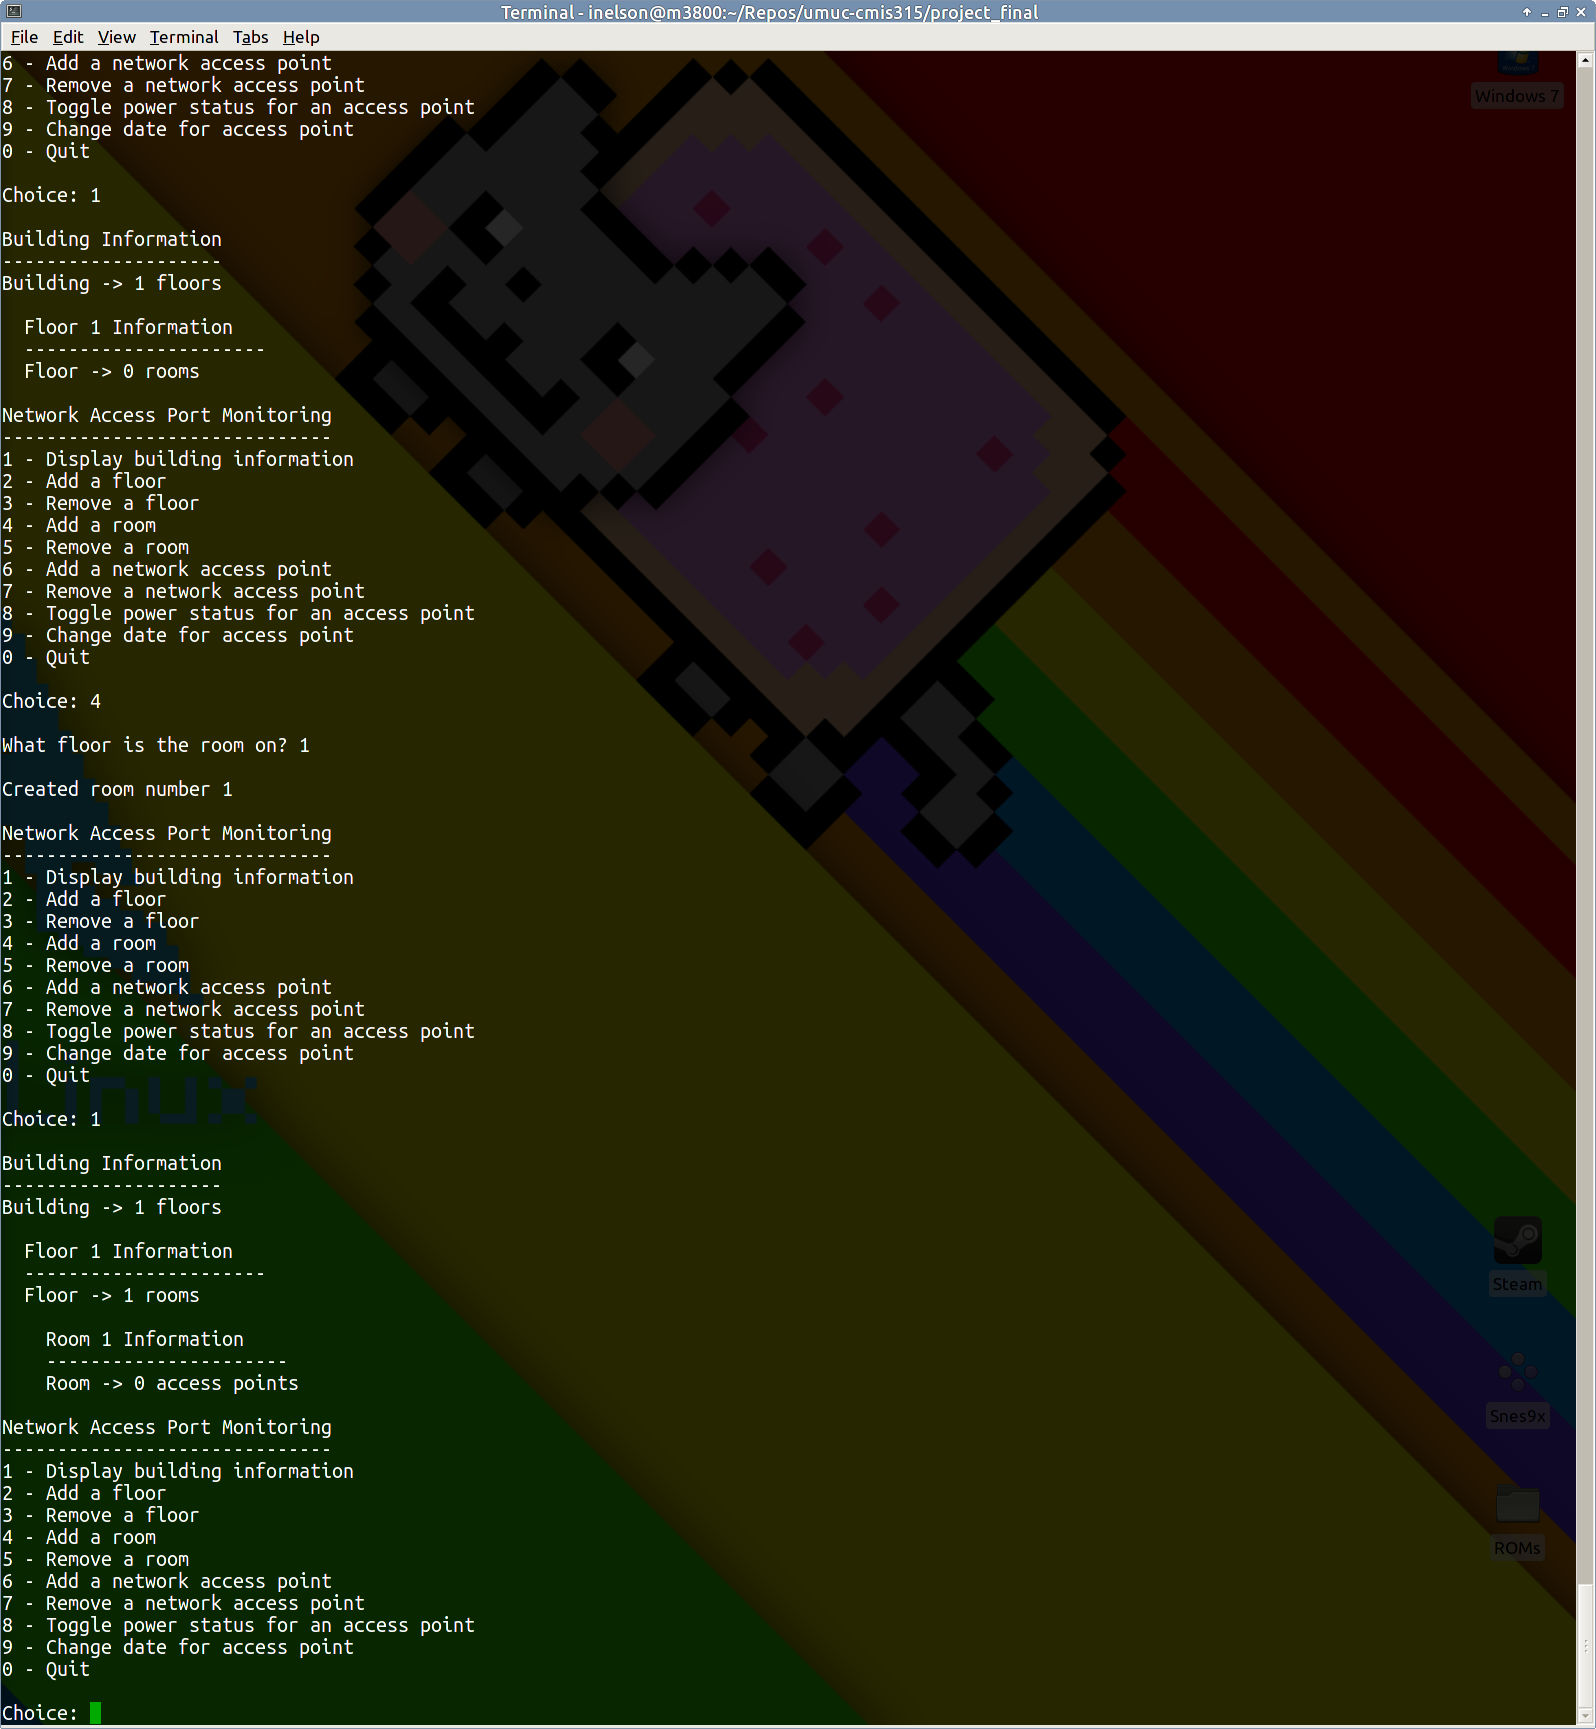 Terminal - inelson@m3800:~/Repos/umuc-cmis315/project_final
File Edit View Terminal Tabs Help
6 - Add a network access point
7 - Remove a network access point
8 - Toggle power status for an access point
9 - Change date for access point
0 - Quit
Choice: 1
Building Information
--------------------
Building -> 1 floors
Floor 1 Information
----------------------
Floor -> 0 rooms
Network Access Port Monitoring
------------------------------
1 - Display building information
2 - Add a floor
3 - Remove a floor
4 - Add a room
5 - Remove a room
6 - Add a network access point
7 - Remove a network access point
8 - Toggle power status for an access point
9 - Change date for access point
0 - Quit
Choice: 4
What floor is the room on? 1
Created room number 1
Network Access Port Monitoring
------------------------------
1 - Display building information
2 - Add a floor
3 - Remove a floor
4 - Add a room
5 - Remove a room
6 - Add a network access point
7 - Remove a network access point
8 - Toggle power status for an access point
9 - Change date for access point
0 - Quit
Choice: 1
Building Information
--------------------
Building -> 1 floors
Floor 1 Information
----------------------
Floor -> 1 rooms
Room 1 Information
----------------------
Room -> 0 access points
Network Access Port Monitoring
------------------------------
1 - Display building information
2 - Add a floor
3 - Remove a floor
4 - Add a room
5 - Remove a room
6 - Add a network access point
7 - Remove a network access point
8 - Toggle power status for an access point
9 - Change date for access point
0 - Quit
Choice:
Windows 7
Linux
Steam
Snes9x
ROMs